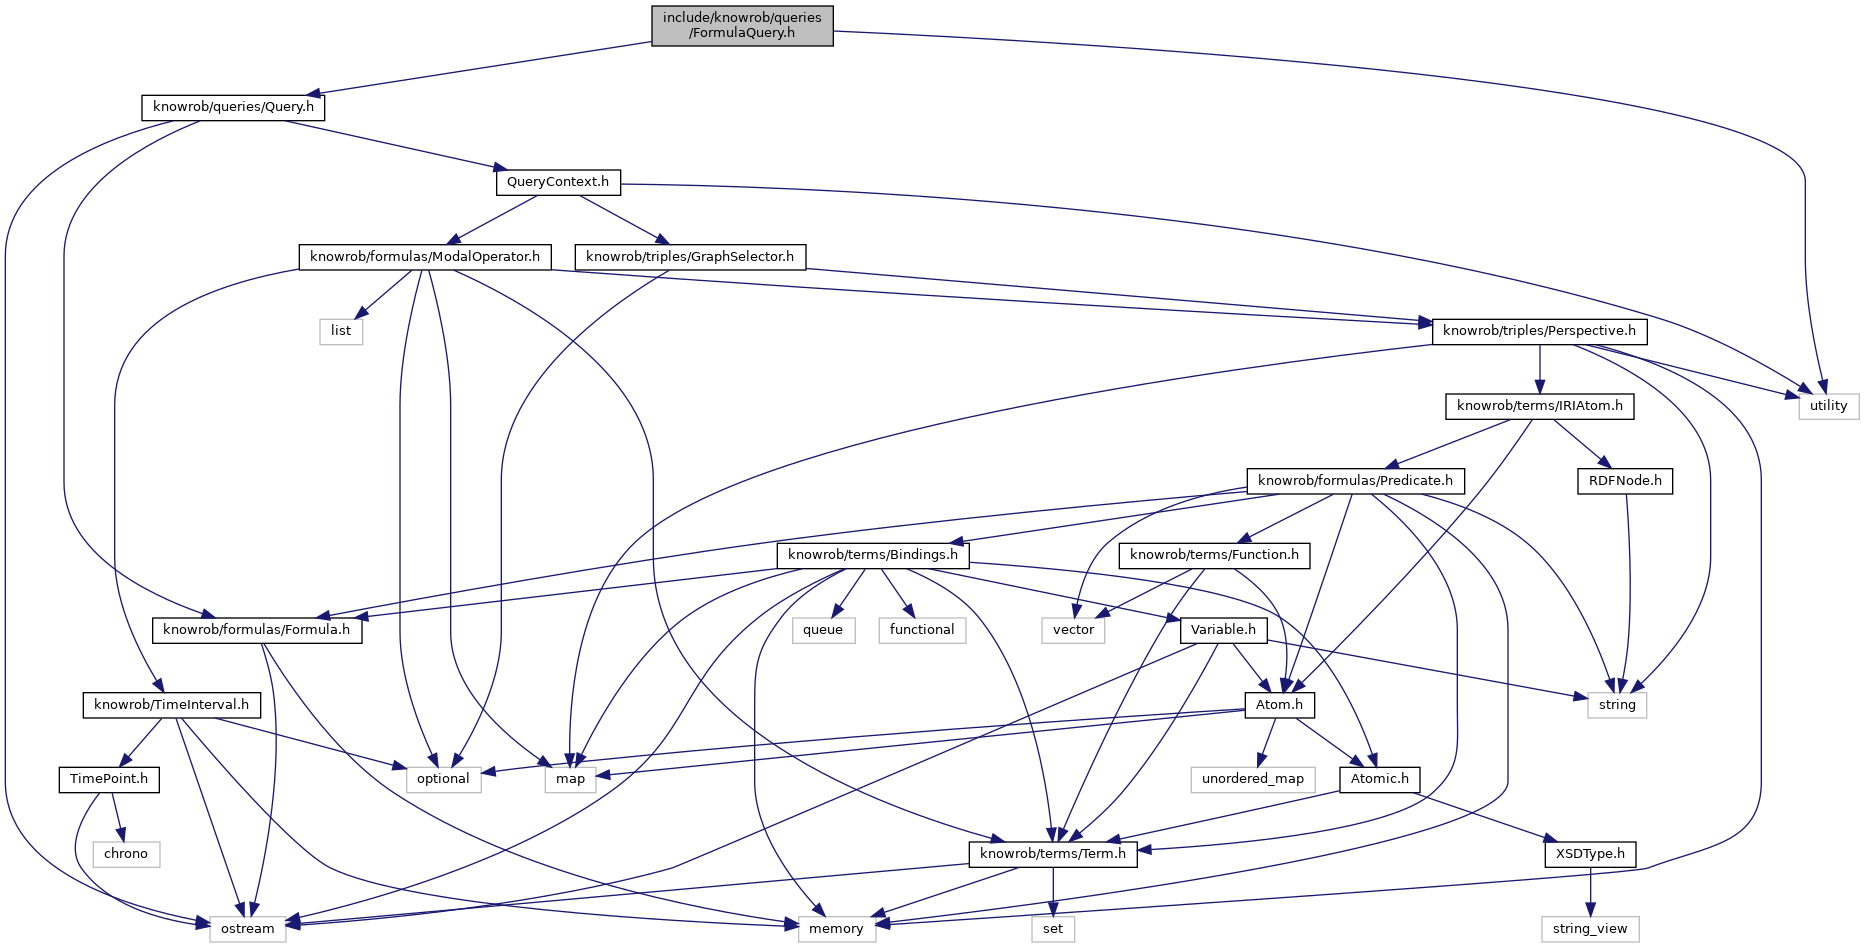 include/knowrob/queries
/FormulaQuery.h
knowrob/queries/Query.h
QueryContext.h
knowrob/formulas/ModalOperator.h
knowrob/triples/GraphSelector.h
list
knowrob/triples/Perspective.h
knowrob/terms/IRIAtom.h
utility
knowrob/formulas/Predicate.h
RDFNode.h
knowrob/terms/Bindings.h
knowrob/terms/Function.h
knowrob/formulas/Formula.h
queue
functional
vector
Variable.h
knowrob/TimeInterval.h
Atom.h
string
TimePoint.h
optional
map
unordered_map
Atomic.h
chrono
knowrob/terms/Term.h
XSDType.h
ostream
memory
set
string_view